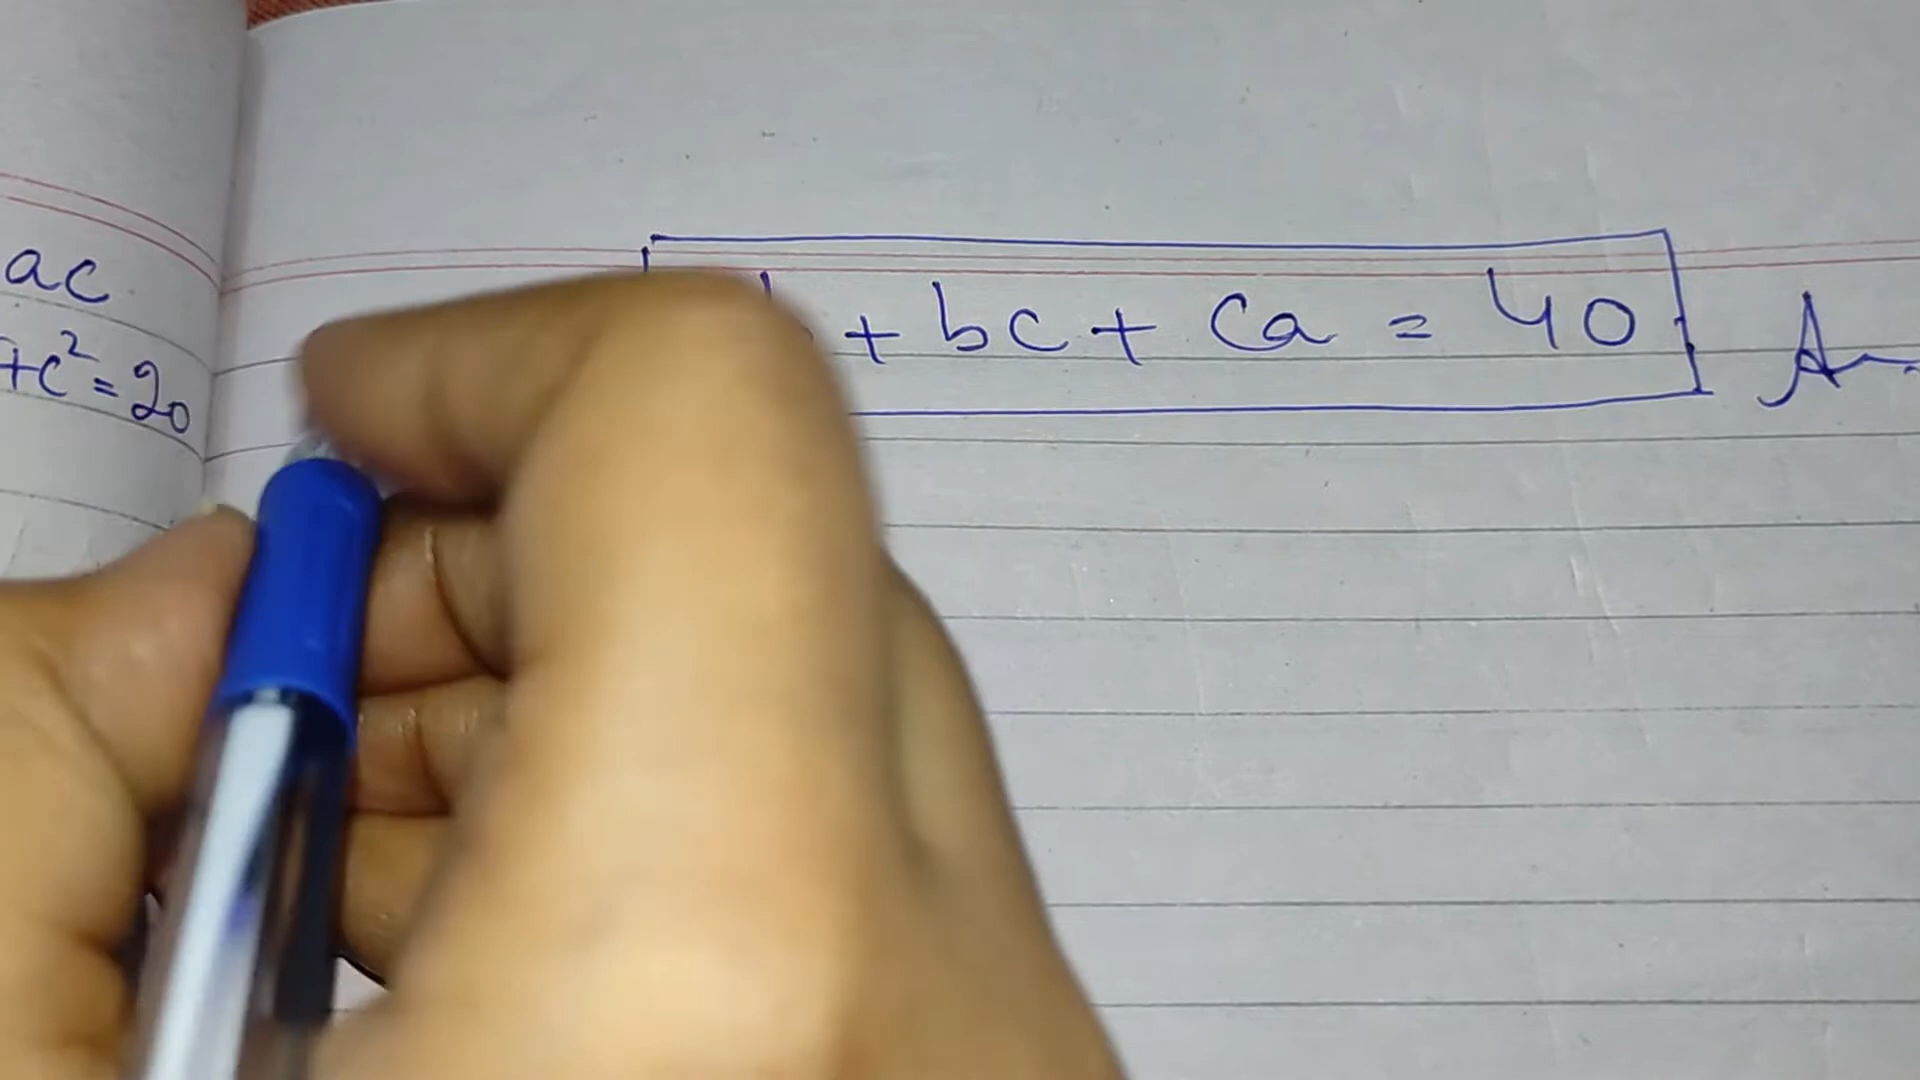 ac
+c² = 20
+ bc + ca = 40